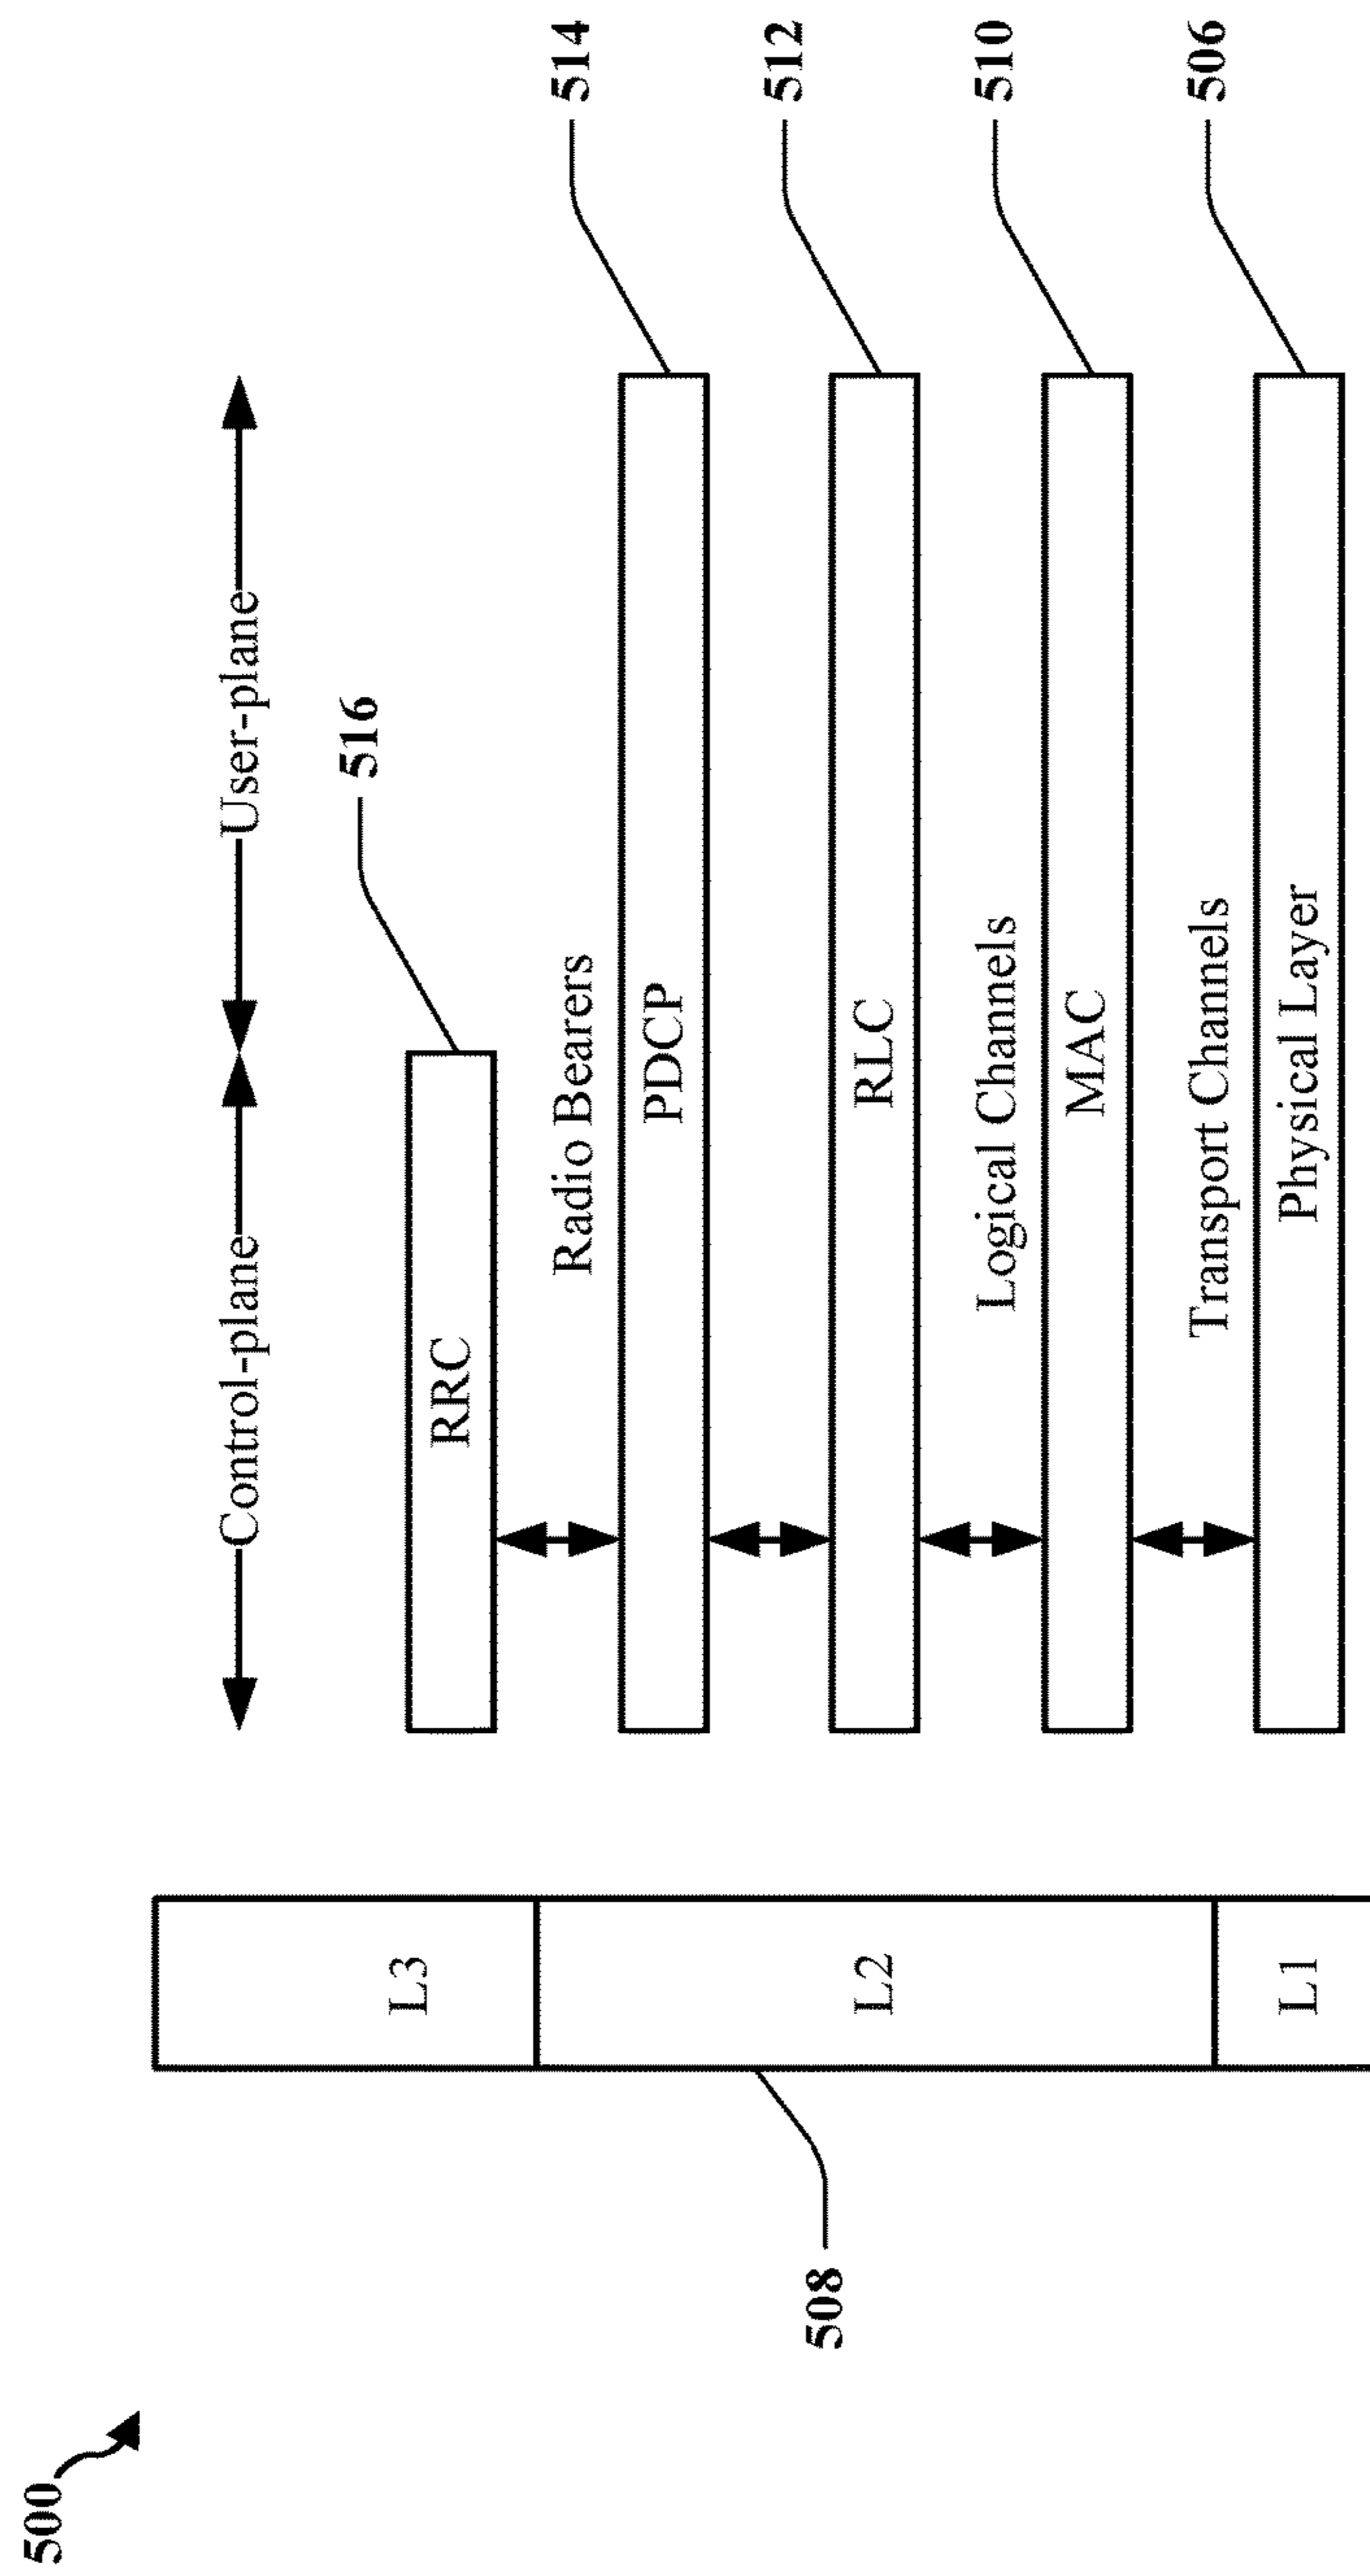 500
Control-plane
User-plane
516
L3
RRC
Radio Bearers
514
PDCP
508
L2
512
RLC
Logical Channels
510
MAC
Transport Channels
506
L1
Physical Layer